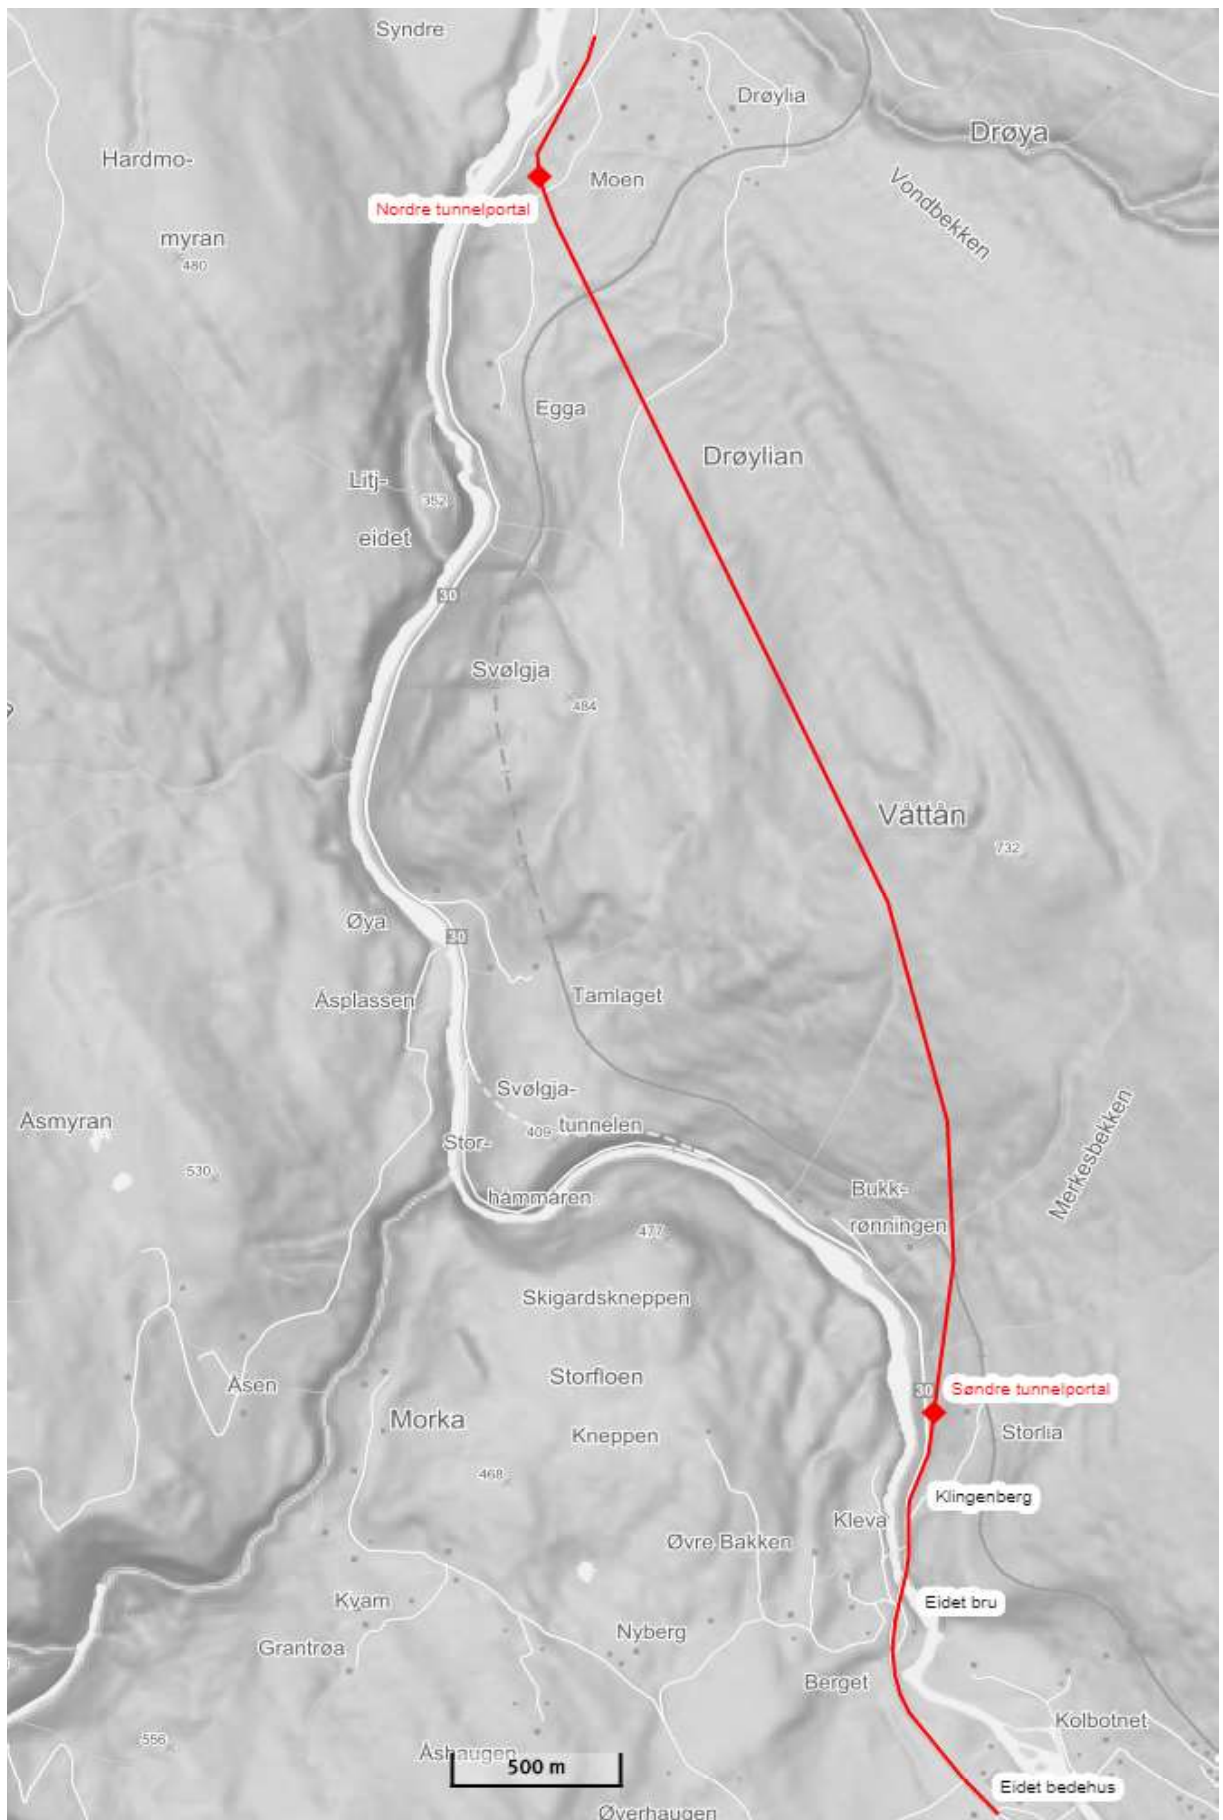 Syndre
Drøylia
Drøya
Hardmo-
Moen
Vondbekken
Nordre tunnelportal
myran
480
Egga
Drøylian
Litj-
352
eidet
30
Svølgja
484
Våttån
732
Øya
30
Åsplassen
Tamlaget
Svølgja-
Åsmyran
409
tunnelen
Merkesbekken
Stor-
530
Bukk-
hammaren
rønningen
477
Skigardskneppen
Storfloen
30
Søndre tunnelportal
Åsen
Morka
Kneppen
Storlia
468
Klingenberg
Kleva
Øvre Bakken
Kvam
Eidet bru
Nyberg
Grantrøa
Berget
Kolbotnet
556
Åshaugen
500 m
Eidet bedehus
Øverhaugen